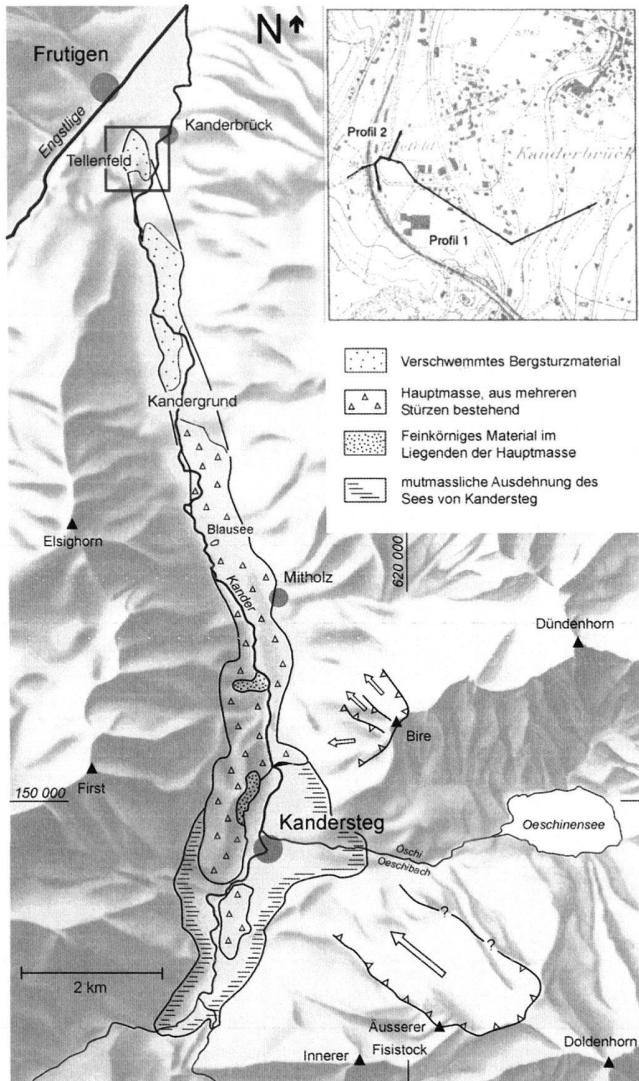 N
Frutigen
Engstlige
Kanderbrück
Tellenfeld
Profil 2
Kanderbrück
Profil 1
Verschwemmtes Bergsturzmaterial
Hauptmasse, aus mehreren
Stürzen bestehend
Feinkörniges Material im
Liegenden der Hauptmasse
mutmassliche Ausdehnung des
Sees von Kandersteg
Kandergrund
Blausee
Elsighorn
Kander
Mitholz
620 000
Dündenhorn
Bire
150 000
First
Kandersteg
Oeschinensee
Öschi
Oeschibach
?
?
2 km
Äusserer
Innerer
Fisistock
Doldenhorn